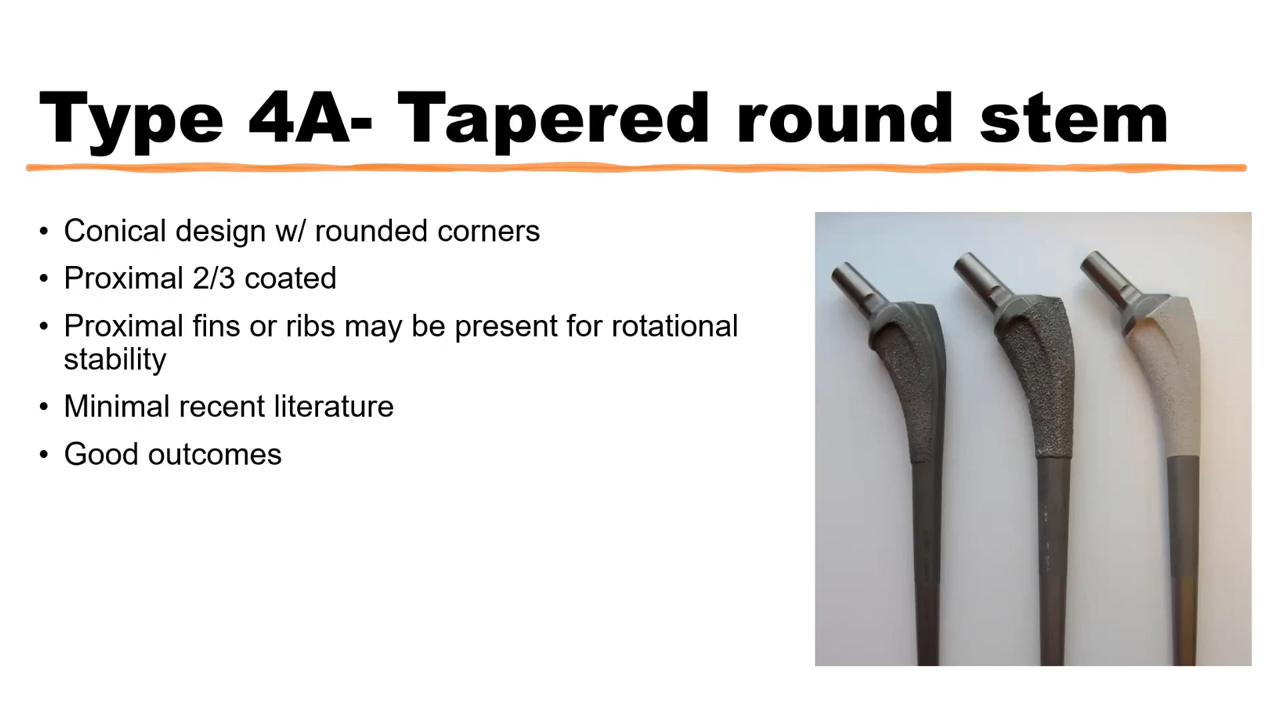 Type 4A- Tapered round stem
• Conical design w/ rounded corners
• Proximal 2/3 coated
• Proximal fins or ribs may be present for rotational
stability
• Minimal recent literature
• Good outcomes